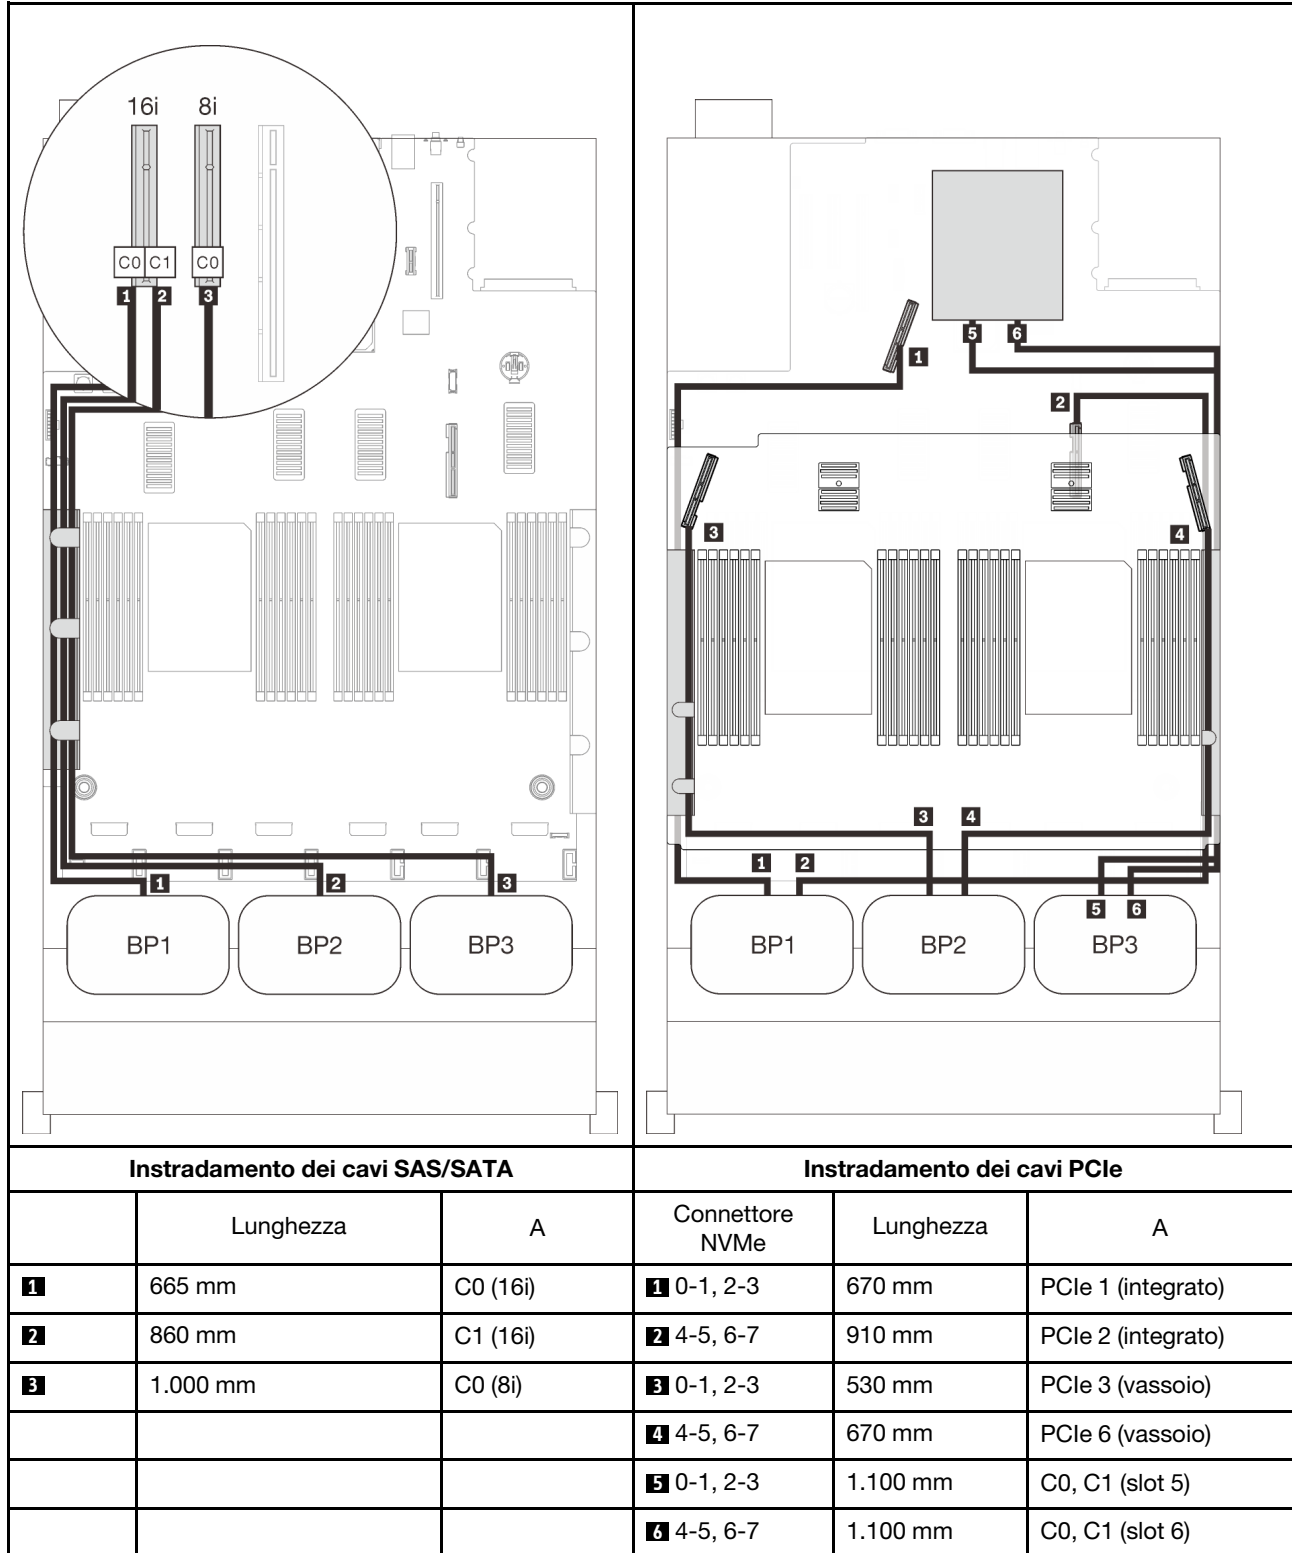 16i 8i
C0 C1 C0
1 2 3
1 2 3
BP1 BP2 BP3
5 6
1
2
3 4
3 4
1 2
5 6
BP1 BP2 BP3
Instradamento dei cavi SAS/SATA
Instradamento dei cavi PCIe
Lunghezza A
Connettore
NVMe
Lunghezza A
1 665 mm C0 (16i)
1 0-1, 2-3 670 mm PCIe 1 (integrato)
2 860 mm C1 (16i)
2 4-5, 6-7 910 mm PCIe 2 (integrato)
3 1.000 mm C0 (8i)
3 0-1, 2-3 530 mm PCIe 3 (vassoio)
4 4-5, 6-7 670 mm PCIe 6 (vassoio)
5 0-1, 2-3 1.100 mm C0, C1 (slot 5)
6 4-5, 6-7 1.100 mm C0, C1 (slot 6)